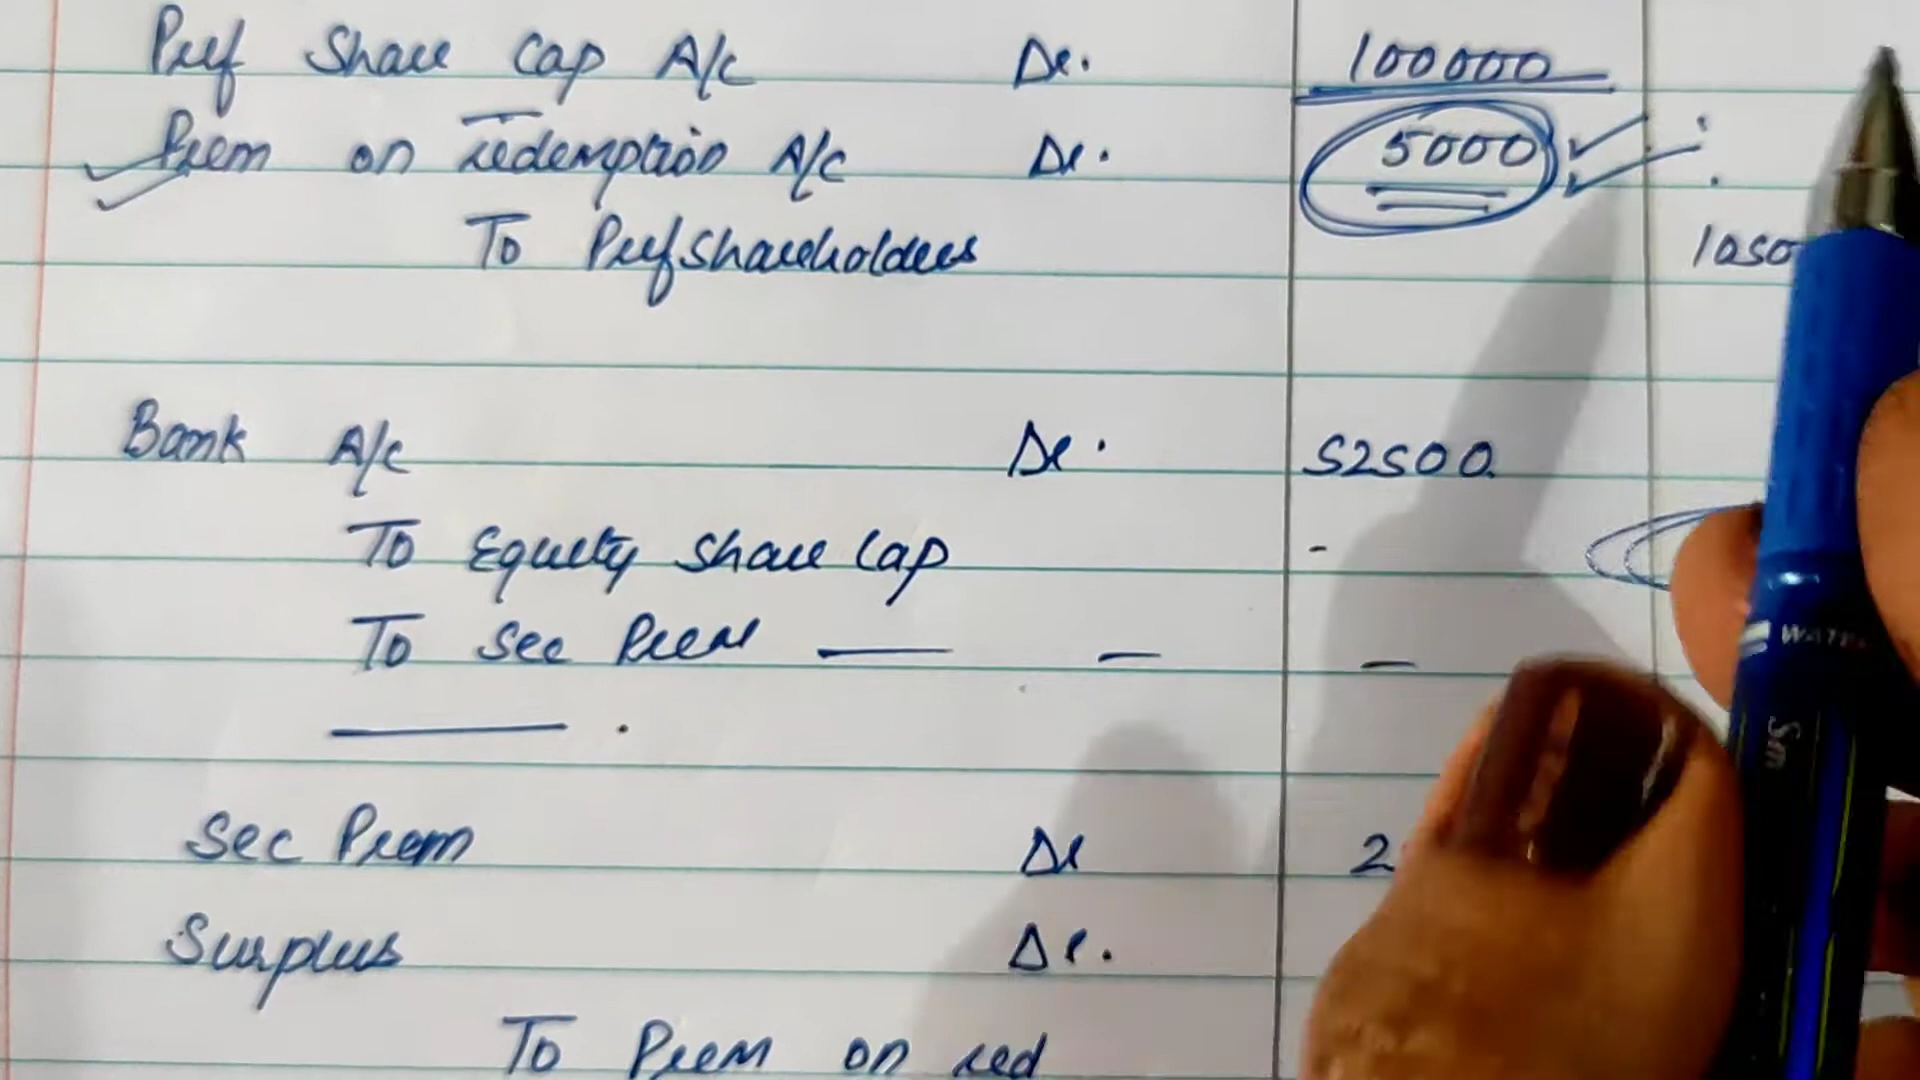 Pref Share Cap A/c Dr. 100000
Prem on redemption A/c Dr. 5000
To Pref shareholders 1050
Bank A/c Dr. 52500
To Equity Share Cap -
To Sec Prem — — —
Sec Prem Dr 2
Surplus Dr.
To Prem on red